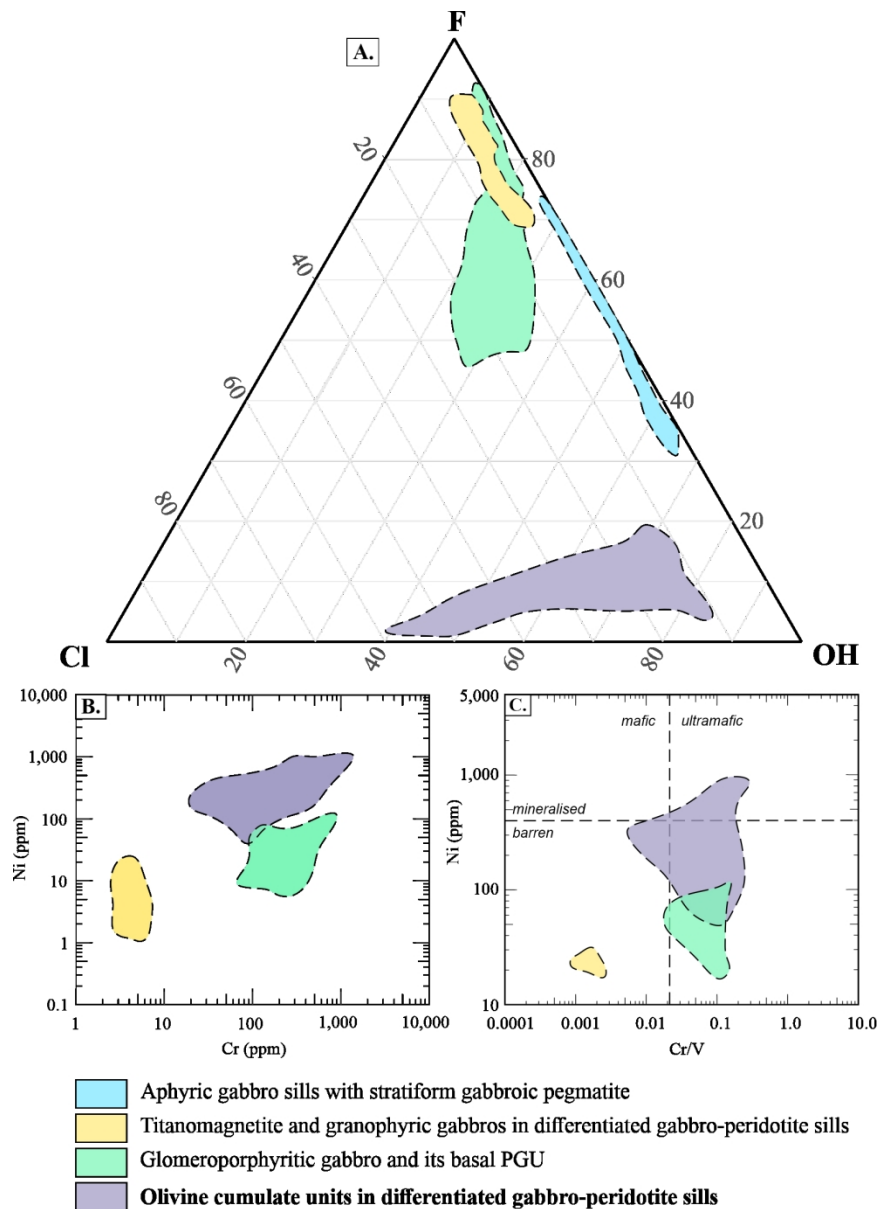 F
A.
20
80
40
60
60
40
80
20
Cl
20
40
60
80
OH
10,000
1,000
100
10
1
0.1
Ni (ppm)
B.
1
10
100
1,000
10,000
Cr (ppm)
5,000
1,000
100
10
Ni (ppm)
C.
mafic
ultramafic
mineralised
barren
0.0001
0.001
0.01
0.1
1.0
10.0
Cr/V
Aphyric gabbro sills with stratiform gabbroic pegmatite
Titanomagnetite and granophyric gabbros in differentiated gabbro-peridotite sills
Glomeroporphyritic gabbro and its basal PGU
Olivine cumulate units in differentiated gabbro-peridotite sills